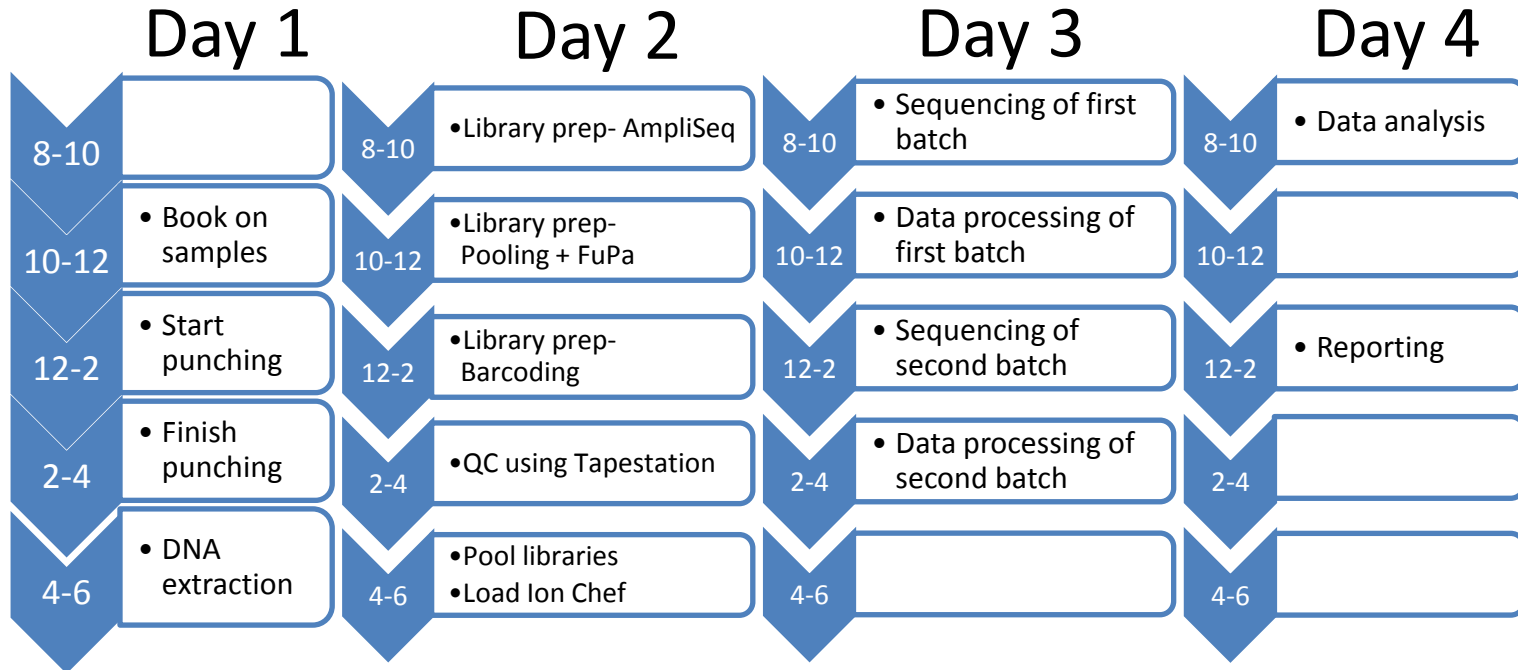 Day 1
8-10
10-12
• Book on
samples
12-2
• Start
punching
2-4
• Finish
punching
4-6
• DNA
extraction
Day 2
8-10
•Library prep- AmpliSeq
10-12
•Library prep-
Pooling + FuPa
12-2
•Library prep-
Barcoding
2-4
•QC using Tapestation
4-6
•Pool libraries
•Load Ion Chef
Day 3
8-10
• Sequencing of first
batch
10-12
• Data processing of
first batch
12-2
• Sequencing of
second batch
2-4
• Data processing of
second batch
4-6
Day 4
8-10
• Data analysis
10-12
12-2
• Reporting
2-4
4-6